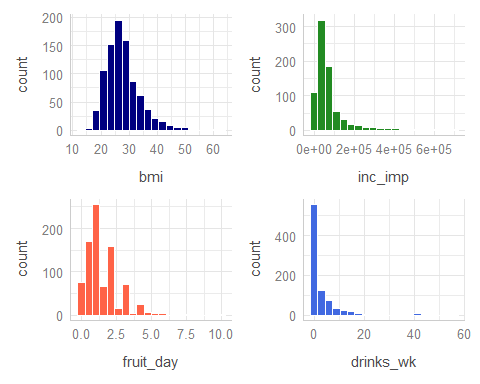 200
150
100
50
0
count
10 20 30 40 50 60
bmi
300
200
100
0
count
0e+00 2e+05 4e+05 6e+05
inc_imp
200
100
0
count
0.0 2.5 5.0 7.5 10.0
fruit_day
400
200
0
count
0 20 40 60
drinks_wk